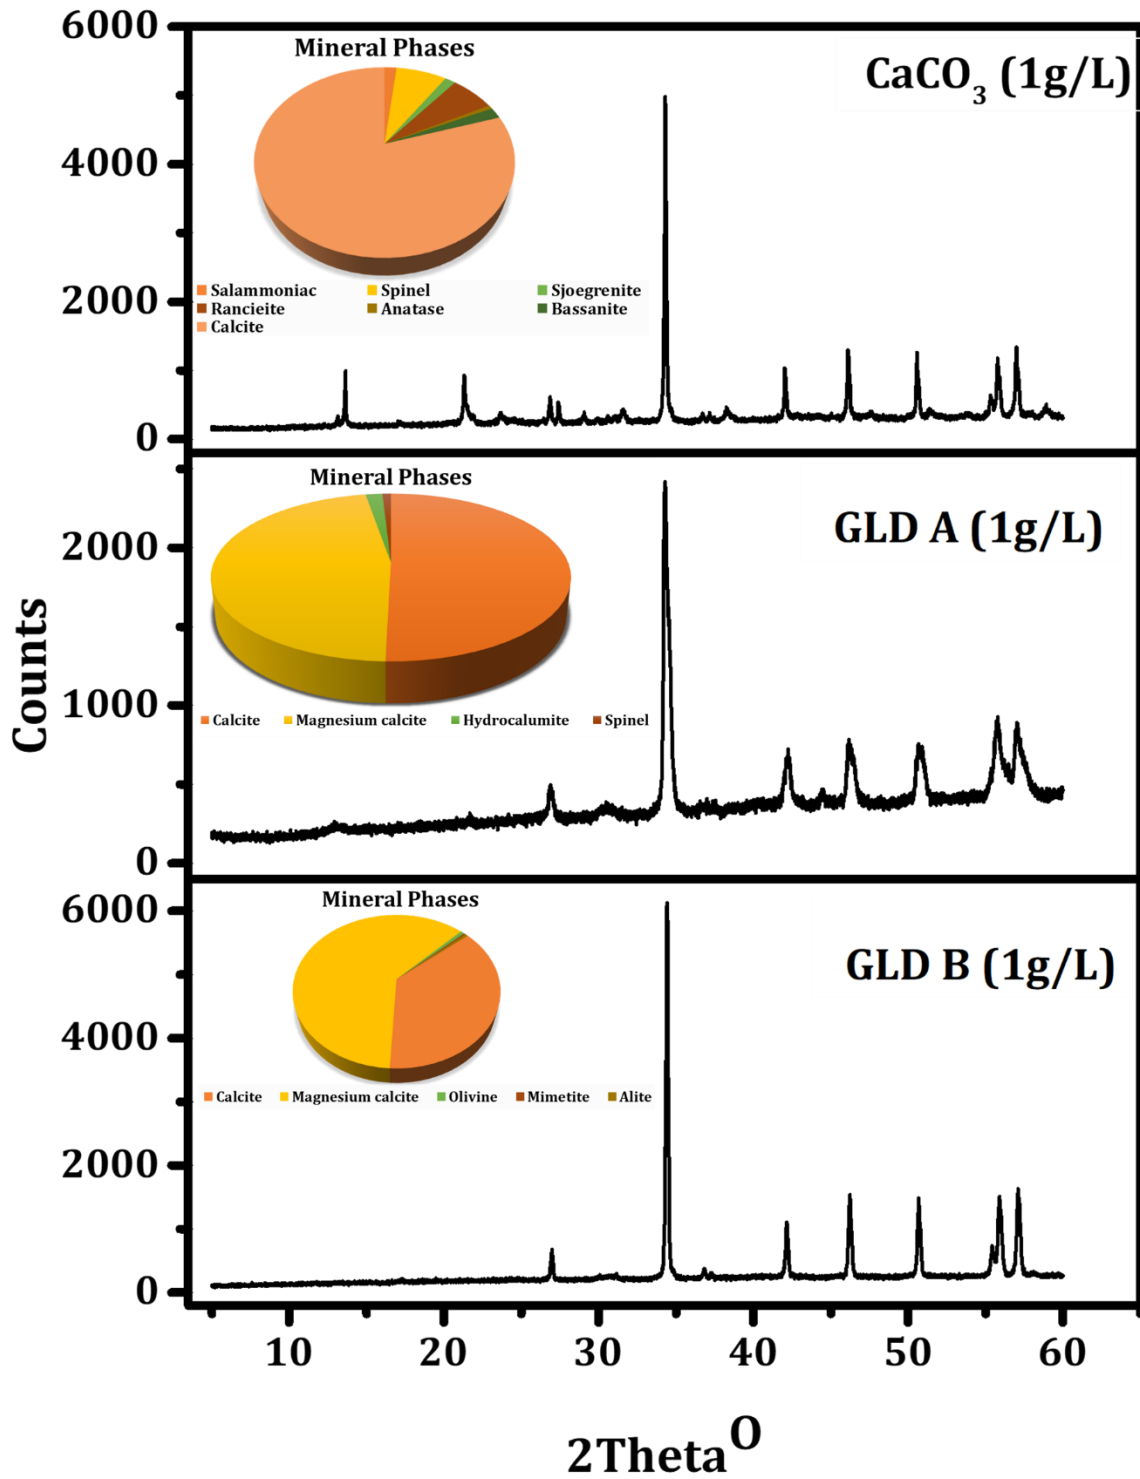 6000
4000
2000
0
Mineral Phases
CaCO₃ (1g/L)
Salammoniac Spinel Sjoegrenite
Rancieite Anatase Bassanite
Calcite
2000
1000
0
Mineral Phases
GLD A (1g/L)
Calcite Magnesium calcite Hydrocalumite Spinel
Counts
6000
4000
2000
0
Mineral Phases
GLD B (1g/L)
Calcite Magnesium calcite Olivine Mimetite Alite
10 20 30 40 50 60
2Theta^O